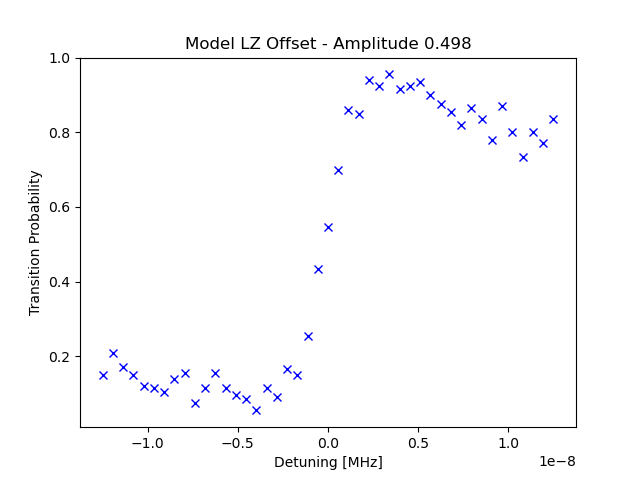 Model LZ Offset - Amplitude 0.498
1.0
0.8
0.6
0.4
0.2
Transition Probability
−1.0 −0.5 0.0 0.5 1.0
1e−8
Detuning [MHz]